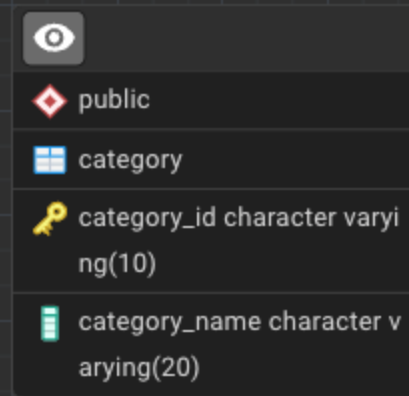 public
category
category_id character varyi
ng(10)
category_name character v
arying(20)